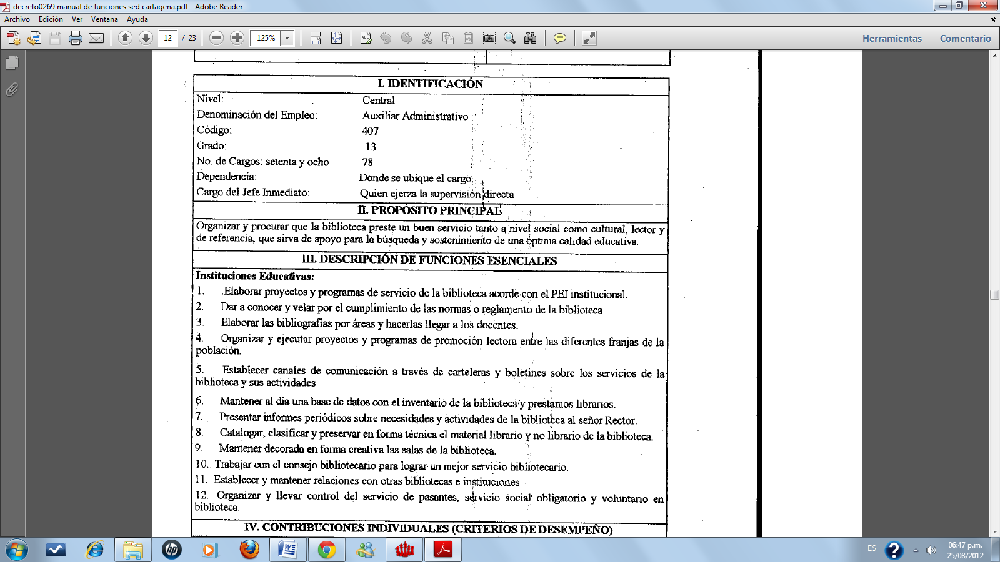 decreto0269 manual de funciones sed cartagena.pdf - Adobe Reader
Archivo Edición Ver Ventana Ayuda
12 / 23 125% Herramientas Comentario
I. IDENTIFICACIÓN
Nivel: Central
Denominación del Empleo: Auxiliar Administrativo
Código: 407
Grado: 13
No. de Cargos: setenta y ocho 78
Dependencia: Donde se ubique el cargo
Cargo del Jefe Inmediato: Quien ejerza la supervisión directa
II. PROPÓSITO PRINCIPAL
Organizar y procurar que la biblioteca preste un buen servicio tanto a nivel social como cultural, lector y
de referencia, que sirva de apoyo para la búsqueda y sostenimiento de una óptima calidad educativa.
III. DESCRIPCIÓN DE FUNCIONES ESENCIALES
Instituciones Educativas:
1. Elaborar proyectos y programas de servicio de la biblioteca acorde con el PEI institucional.
2. Dar a conocer y velar por el cumplimiento de las normas o reglamento de la biblioteca
3. Elaborar las bibliografías por áreas y hacerlas llegar a los docentes.
4. Organizar y ejecutar proyectos y programas de promoción lectora entre las diferentes franjas de la
población.
5. Establecer canales de comunicación a través de carteleras y boletines sobre los servicios de la
biblioteca y sus actividades
6. Mantener al día una base de datos con el inventario de la biblioteca y prestamos librarios.
7. Presentar informes periódicos sobre necesidades y actividades de la biblioteca al señor Rector.
8. Catalogar, clasificar y preservar en forma técnica el material librario y no librario de la biblioteca.
9. Mantener decorada en forma creativa las salas de la biblioteca.
10. Trabajar con el consejo bibliotecario para lograr un mejor servicio bibliotecario.
11. Establecer y mantener relaciones con otras bibliotecas e instituciones
12. Organizar y llevar control del servicio de pasantes, servicio social obligatorio y voluntario en
biblioteca.
IV. CONTRIBUCIONES INDIVIDUALES (CRITERIOS DE DESEMPEÑO)
ES 06:47 p.m.
25/08/2012